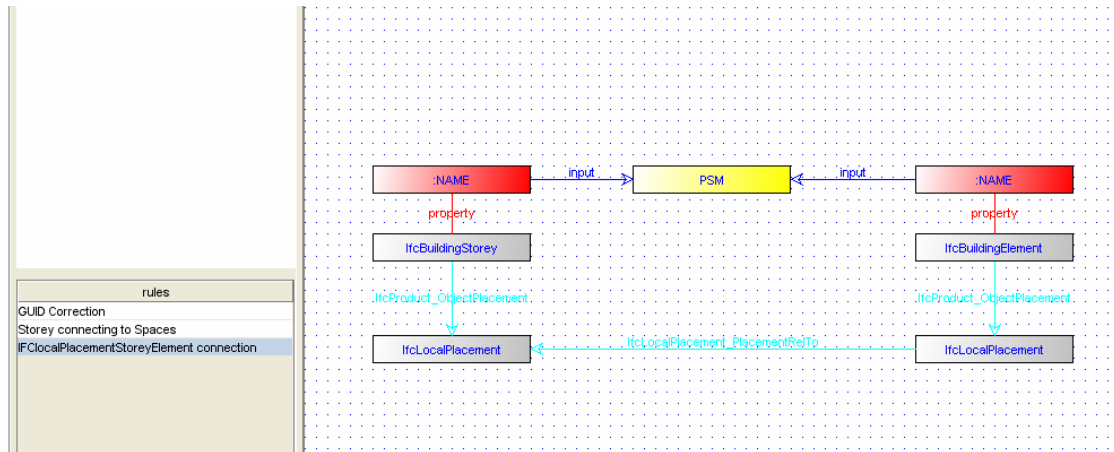 :NAME input PSM input :NAME
property property
IfcBuildingStorey IfcBuildingElement
IfcProduct_ObjectPlacement IfcProduct_ObjectPlacement
IfcLocalPlacement IfcLocalPlacement_PlacementRelTo IfcLocalPlacement
rules
GUID Correction
Storey connecting to Spaces
IFClocalPlacementStoreyElement connection